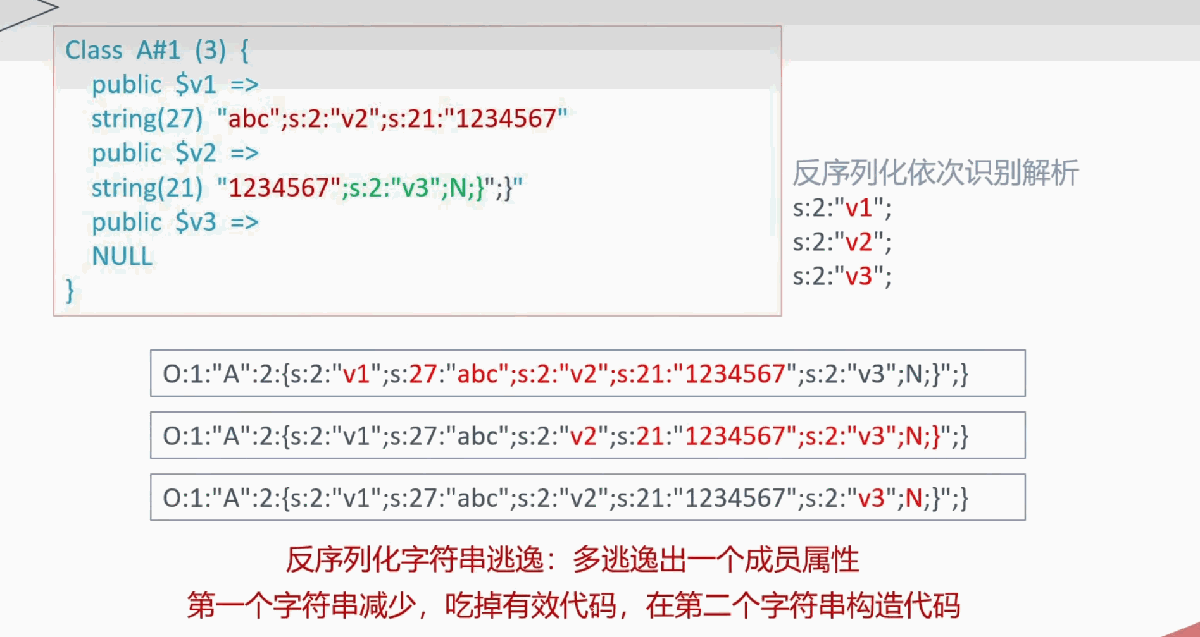 Class A#1 (3) {
public $v1 =>
string(27) "abc";s:2:"v2";s:21:"1234567"
public $v2 =>
string(21) "1234567";s:2:"v3";N;}";}"
public $v3 =>
NULL
}
反序列化依次识别解析
s:2:"v1";
s:2:"v2";
s:2:"v3";
O:1:"A":2:{s:2:"v1";s:27:"abc";s:2:"v2";s:21:"1234567";s:2:"v3";N;}";}
O:1:"A":2:{s:2:"v1";s:27:"abc";s:2:"v2";s:21:"1234567";s:2:"v3";N;}";}
O:1:"A":2:{s:2:"v1";s:27:"abc";s:2:"v2";s:21:"1234567";s:2:"v3";N;}";}
反序列化字符串逃逸：多逃逸出一个成员属性
第一个字符串减少，吃掉有效代码，在第二个字符串构造代码